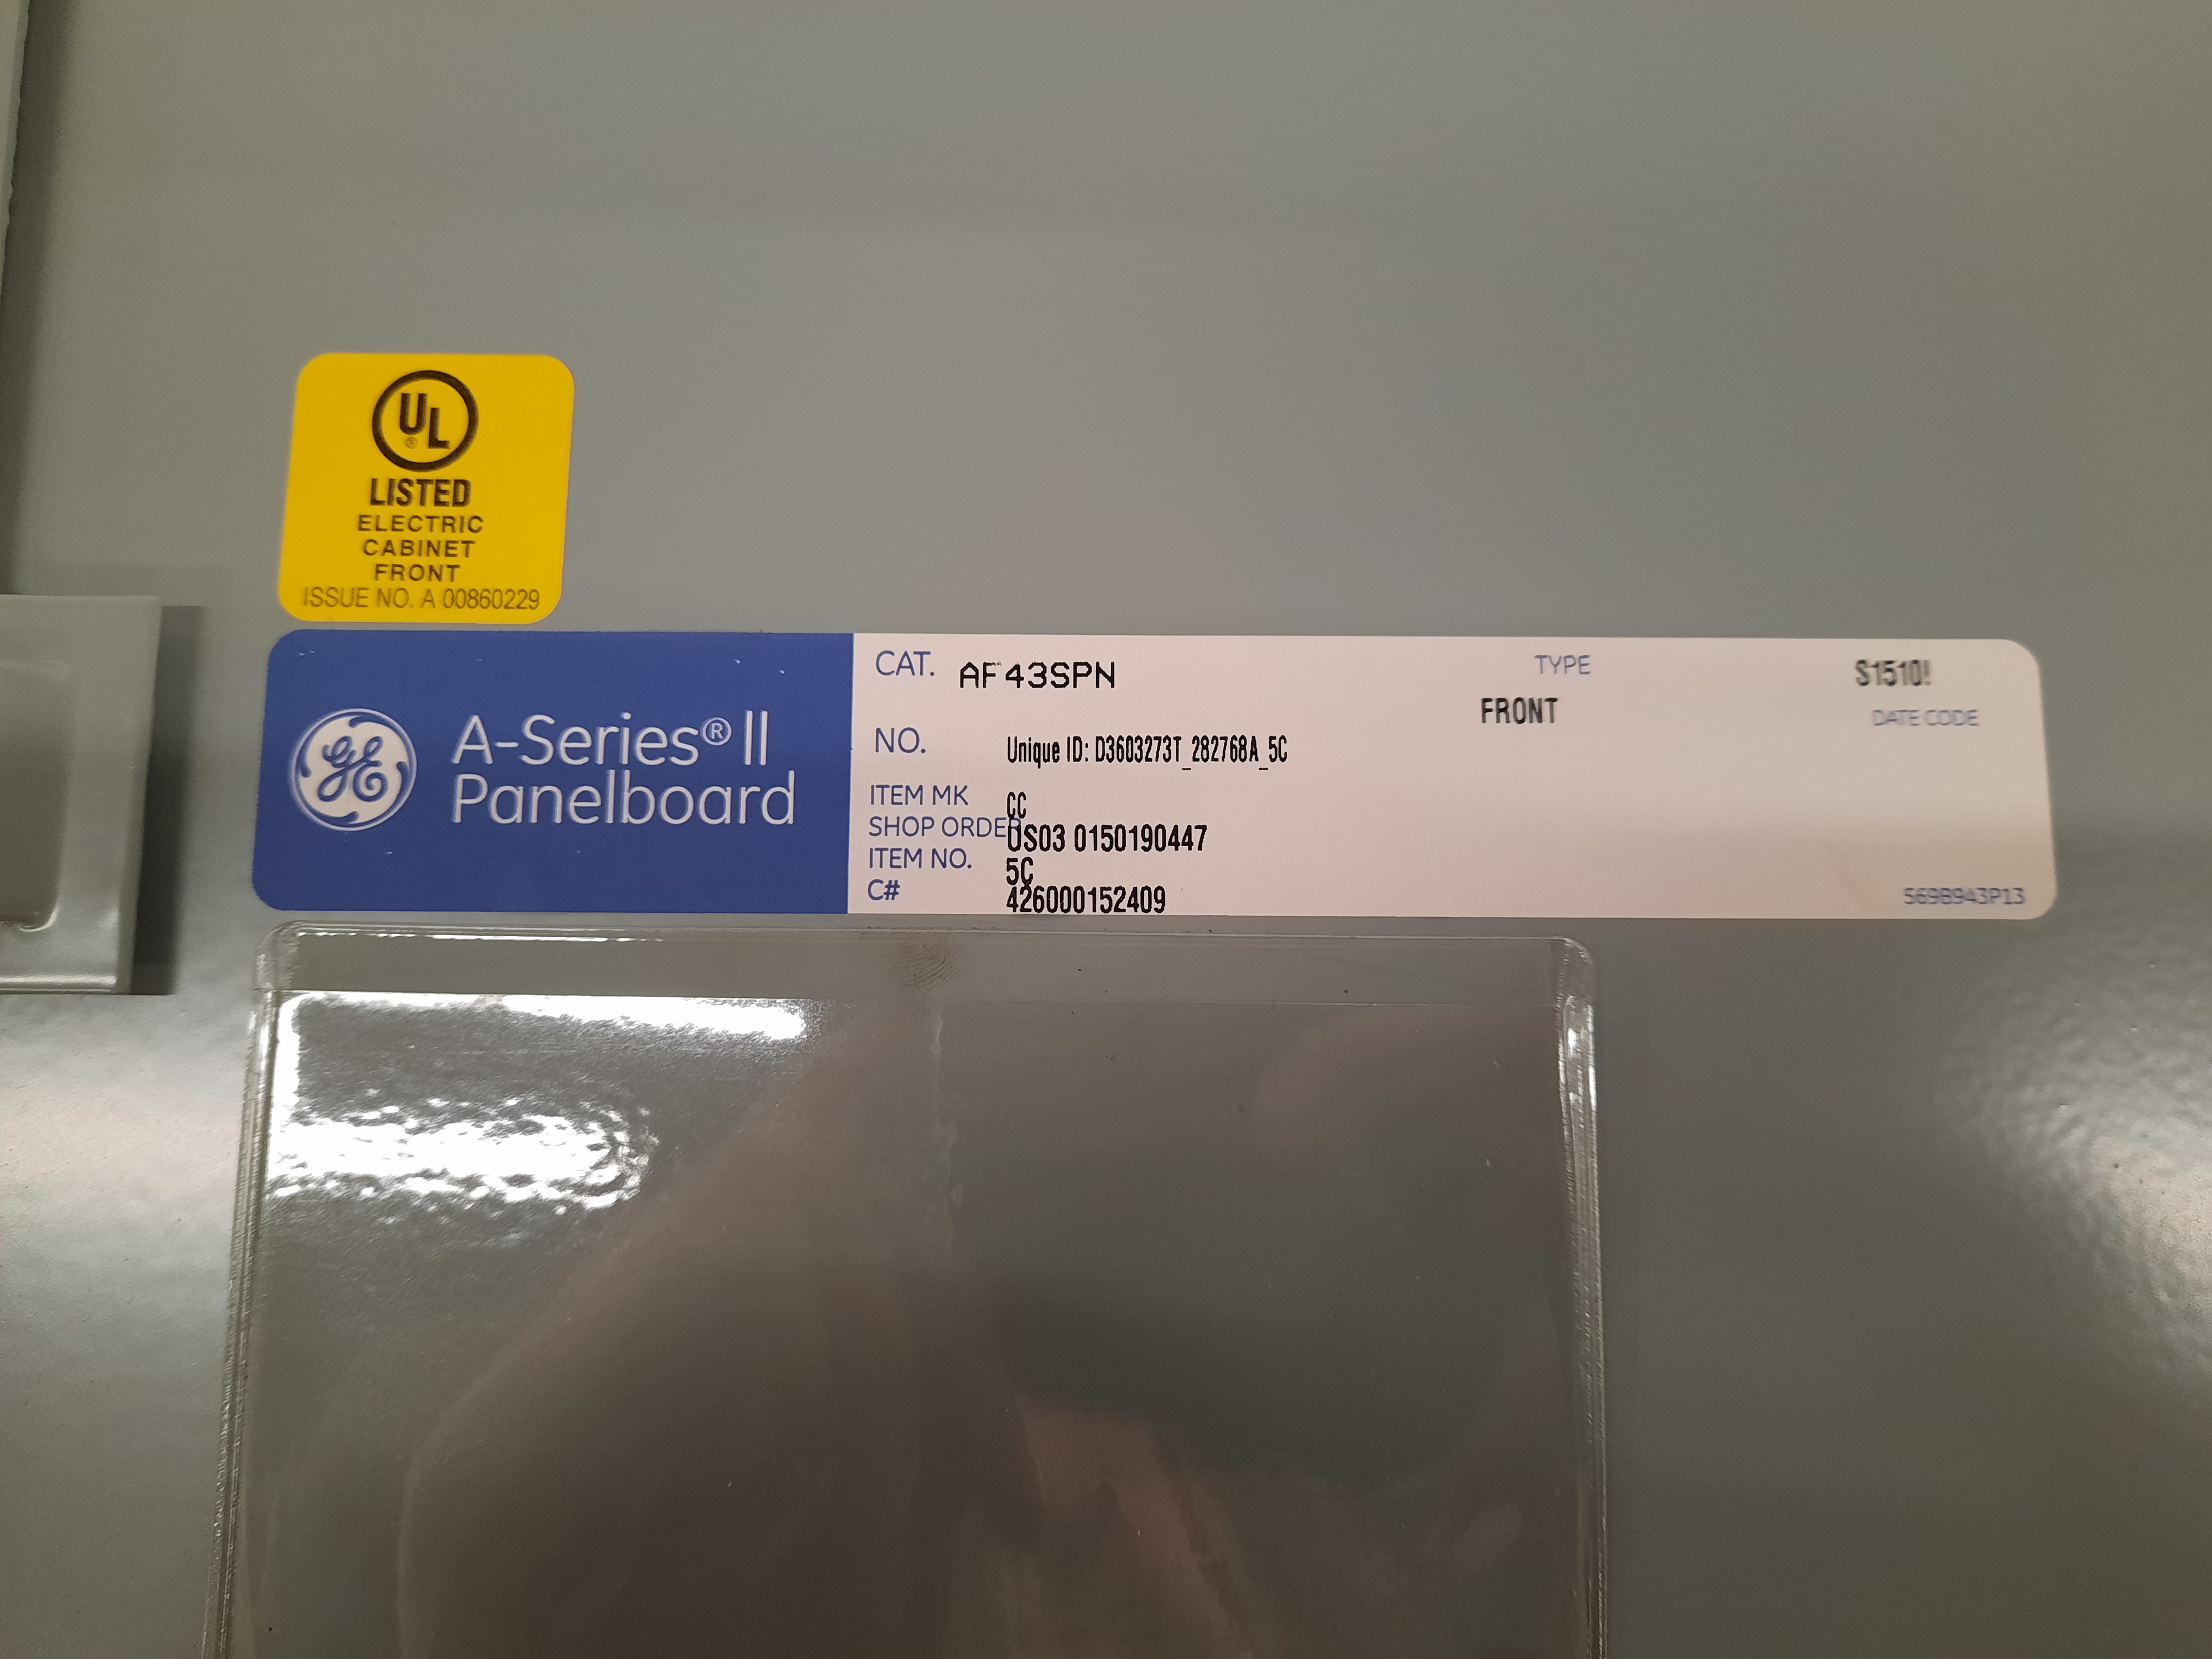 UL
®
LISTED
ELECTRIC
CABINET
FRONT
ISSUE NO. A 00860229
GE
A-Series® II
Panelboard
CAT. AF43SPN
TYPE
FRONT
DATE CODE
NO. Unique ID: D3603273T_282768A_5C
ITEM MK CC
SHOP ORDER US03 0150190447
ITEM NO. 5C
C# 426000152409
569B943P13